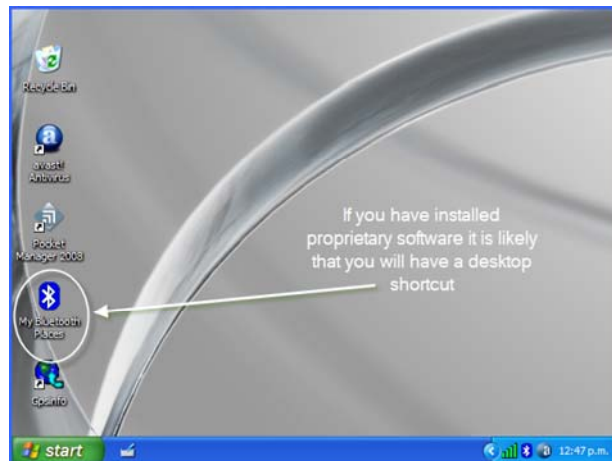 Recycle Bin
avast!
Antivirus
Pocket
Manager 2008
My Bluetooth
Places
Gpsinfo
If you have installed
proprietary software it is likely
that you will have a desktop
shortcut
start
12:47 p.m.